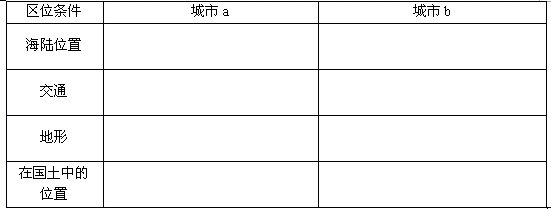 区位条件 城市 a 城市 b
海陆位置
交通
地形
在国土中的
位置